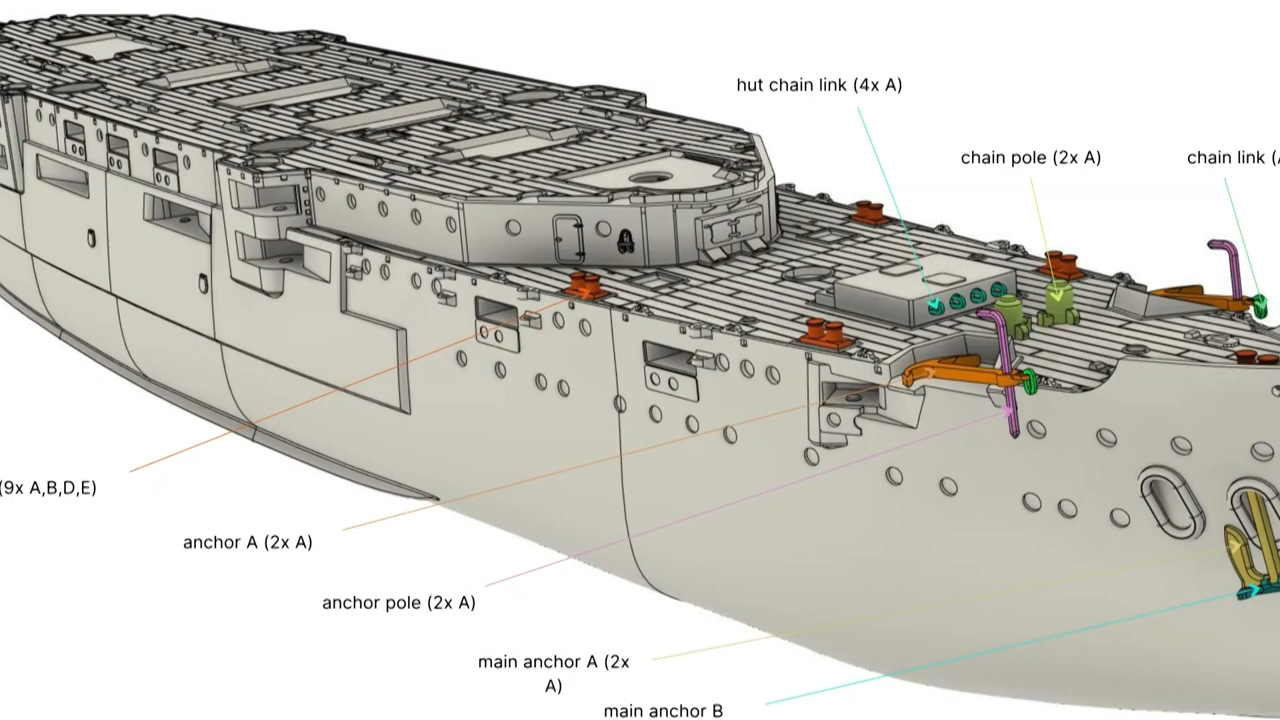 hut chain link (4x A)
chain pole (2x A)
chain link (
(9x A,B,D,E)
anchor A (2x A)
anchor pole (2x A)
main anchor A (2x
A)
main anchor B